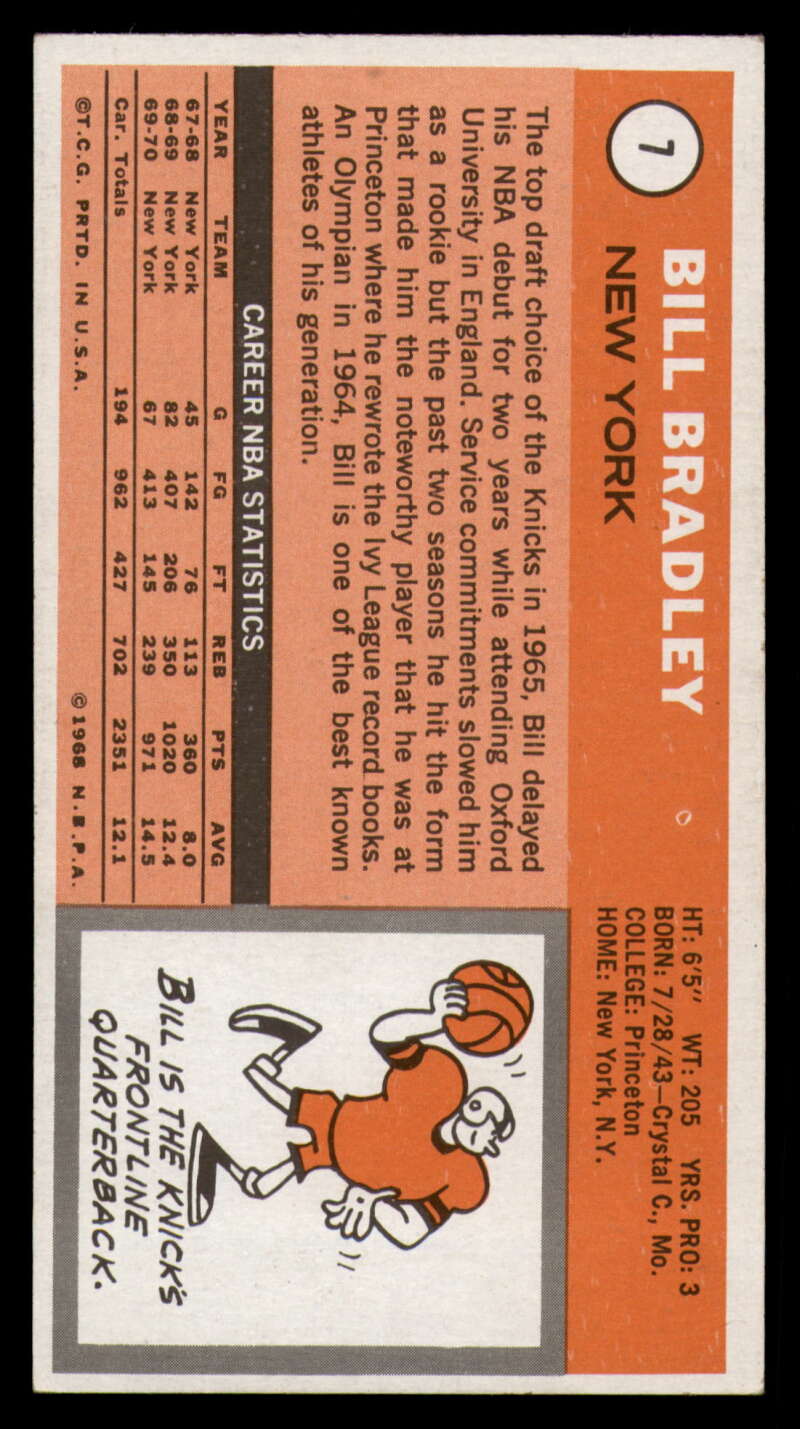 7
BILL BRADLEY
NEW YORK
HT: 6'5" WT: 205 YRS. PRO: 3
BORN: 7/28/43—Crystal C., Mo.
COLLEGE: Princeton
HOME: New York, N.Y.
The top draft choice of the Knicks in 1965, Bill delayed
his NBA debut for two years while attending Oxford
University in England. Service commitments slowed him
as a rookie but the past two seasons he hit the form
that made him the noteworthy player that he was at
Princeton where he rewrote the Ivy League record books.
An Olympian in 1964, Bill is one of the best known
athletes of his generation.
CAREER NBA STATISTICS
YEAR TEAM G FG FT REB PTS AVG
67-68 New York 45 142 76 113 360 8.0
68-69 New York 82 407 206 350 1020 12.4
69-70 New York 67 413 145 239 971 14.5
Car. Totals 194 962 427 702 2351 12.1
©T.C.G. PRTD. IN U.S.A. ©1968 N.B.P.A.
BILL IS THE KNICK'S
FRONTLINE
QUARTERBACK.